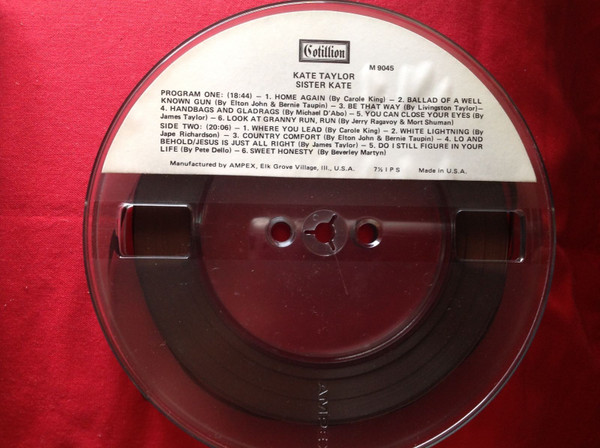 Cotillion
M 9045
KATE TAYLOR
SISTER KATE
PROGRAM ONE: (18:44) — 1. HOME AGAIN (By Carole King) — 2. BALLAD OF A WELL
KNOWN GUN (By Elton John & Bernie Taupin) — 3. BE THAT WAY (By Livingston Taylor)—
4. HANDBAGS AND GLADRAGS (By Michael D'Abo) — 5. YOU CAN CLOSE YOUR EYES (By
James Taylor) — 6. LOOK AT GRANNY RUN, RUN (By Jerry Ragavoy & Mort Shuman)
SIDE TWO: (20:06) — 1. WHERE YOU LEAD (By Carole King) — 2. WHITE LIGHTNING (By
Jape Richardson) — 3. COUNTRY COMFORT (By Elton John & Bernie Taupin) — 4. LO AND
BEHOLD/JESUS IS JUST ALL RIGHT (By James Taylor) — 5. DO I STILL FIGURE IN YOUR
LIFE (By Pete Dello) — 6. SWEET HONESTY (By Beverley Martyn)
Manufactured by AMPEX, Elk Grove Village, Ill., U.S.A. 7½ I P S Made in U.S.A.